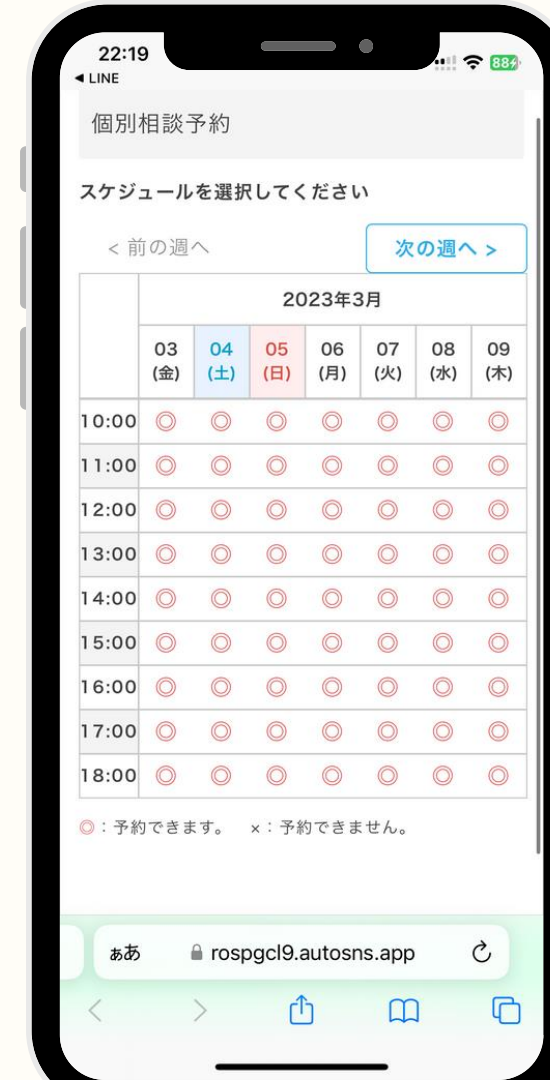 22:19
◀ LINE
88
個別相談予約
スケジュールを選択してください
< 前の週へ
次の週へ >
2023年3月
03 04 05 06 07 08 09
(金) (土) (日) (月) (火) (水) (木)
10:00 ◎ ◎ ◎ ◎ ◎ ◎ ◎
11:00 ◎ ◎ ◎ ◎ ◎ ◎ ◎
12:00 ◎ ◎ ◎ ◎ ◎ ◎ ◎
13:00 ◎ ◎ ◎ ◎ ◎ ◎ ◎
14:00 ◎ ◎ ◎ ◎ ◎ ◎ ◎
15:00 ◎ ◎ ◎ ◎ ◎ ◎ ◎
16:00 ◎ ◎ ◎ ◎ ◎ ◎ ◎
17:00 ◎ ◎ ◎ ◎ ◎ ◎ ◎
18:00 ◎ ◎ ◎ ◎ ◎ ◎ ◎
◎：予約できます。 ×：予約できません。
ぁあ rospgcl9.autosns.app